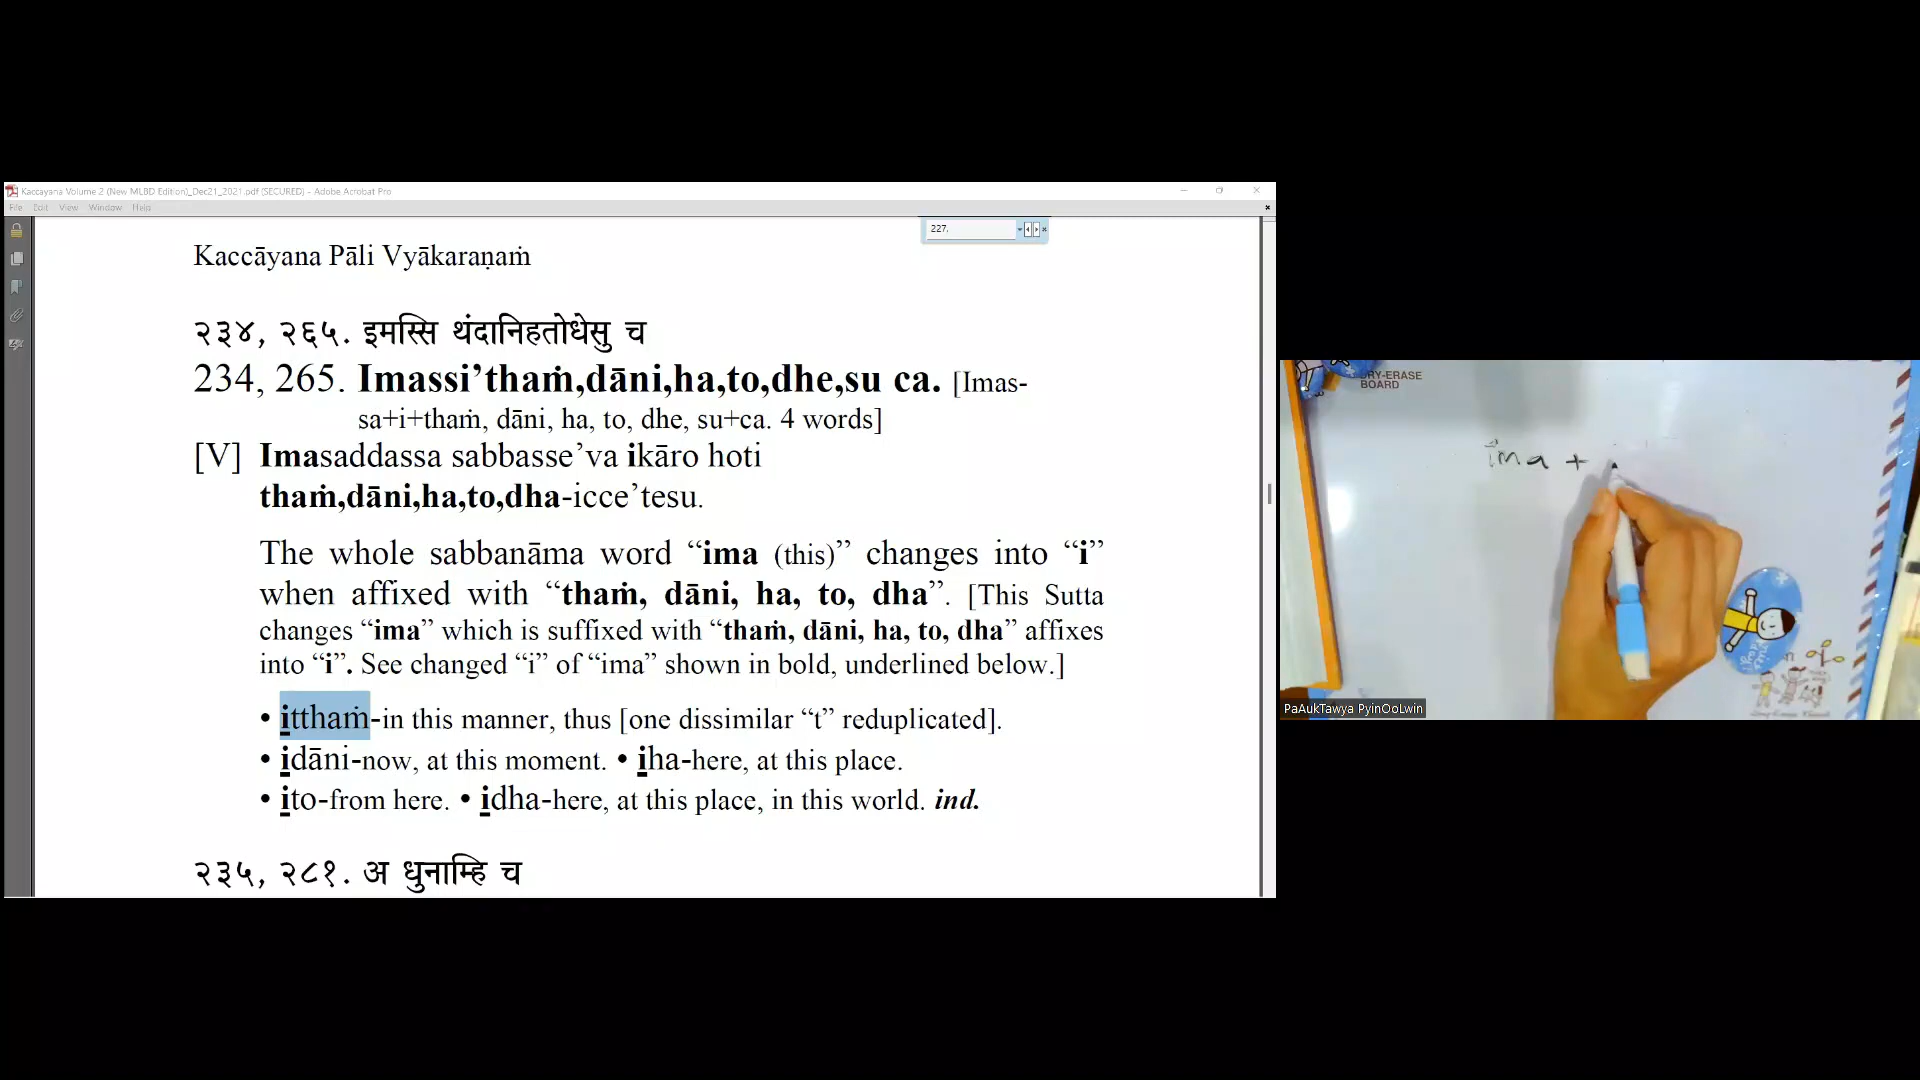 Kaccayana Volume 2 (New MLBD Edition)_Dec21_2021.pdf (SECURED) - Adobe Acrobat Pro
File Edit View Window Help
227.
Kaccāyana Pāli Vyākaraṇaṁ
२३४, २६५. इमस्सि थंदानिहतोधेसु च
234, 265. Imassi’thaṁ,dāni,ha,to,dhe,su ca. [Imas-
sa+i+thaṁ, dāni, ha, to, dhe, su+ca. 4 words]
[V] Imasaddassa sabbasse’va ikāro hoti
thaṁ,dāni,ha,to,dha-icce’tesu.
The whole sabbanāma word “ima (this)” changes into “i”
when affixed with “thaṁ, dāni, ha, to, dha”. [This Sutta
changes “ima” which is suffixed with “thaṁ, dāni, ha, to, dha” affixes
into “i”. See changed “i” of “ima” shown in bold, underlined below.]
• itthaṁ-in this manner, thus [one dissimilar “t” reduplicated].
• idāni-now, at this moment. • iha-here, at this place.
• ito-from here. • idha-here, at this place, in this world. ind.
२३५, २८१. अ धुनाम्हि च
DRY-ERASE
BOARD
ima +
PaAukTawya PyinOoLwin